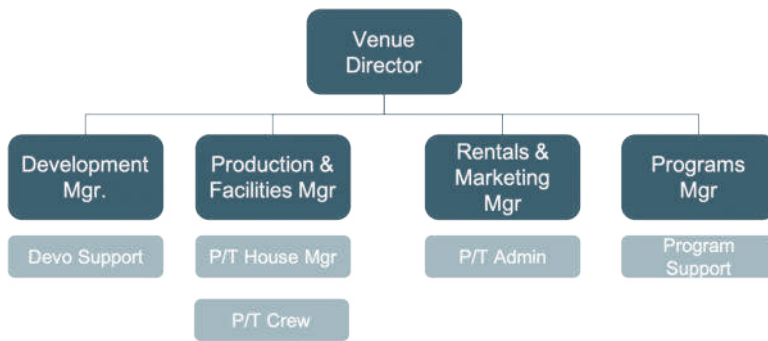 Venue
Director
Development
Mgr.
Production &
Facilities Mgr
Rentals &
Marketing
Mgr
Programs
Mgr
Devo Support
P/T House Mgr
P/T Admin
Program
Support
P/T Crew